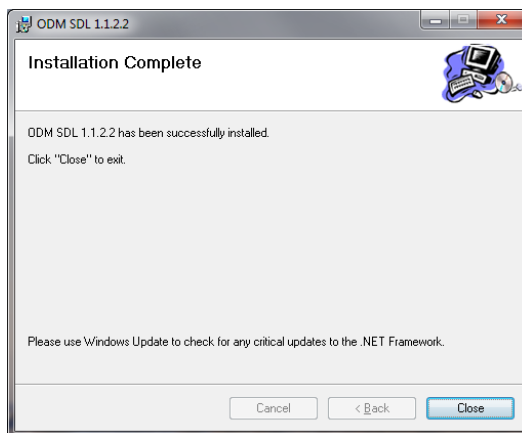 ODM SDL 1.1.2.2
Installation Complete
ODM SDL 1.1.2.2 has been successfully installed.
Click "Close" to exit.
Please use Windows Update to check for any critical updates to the .NET Framework.
Cancel < Back Close